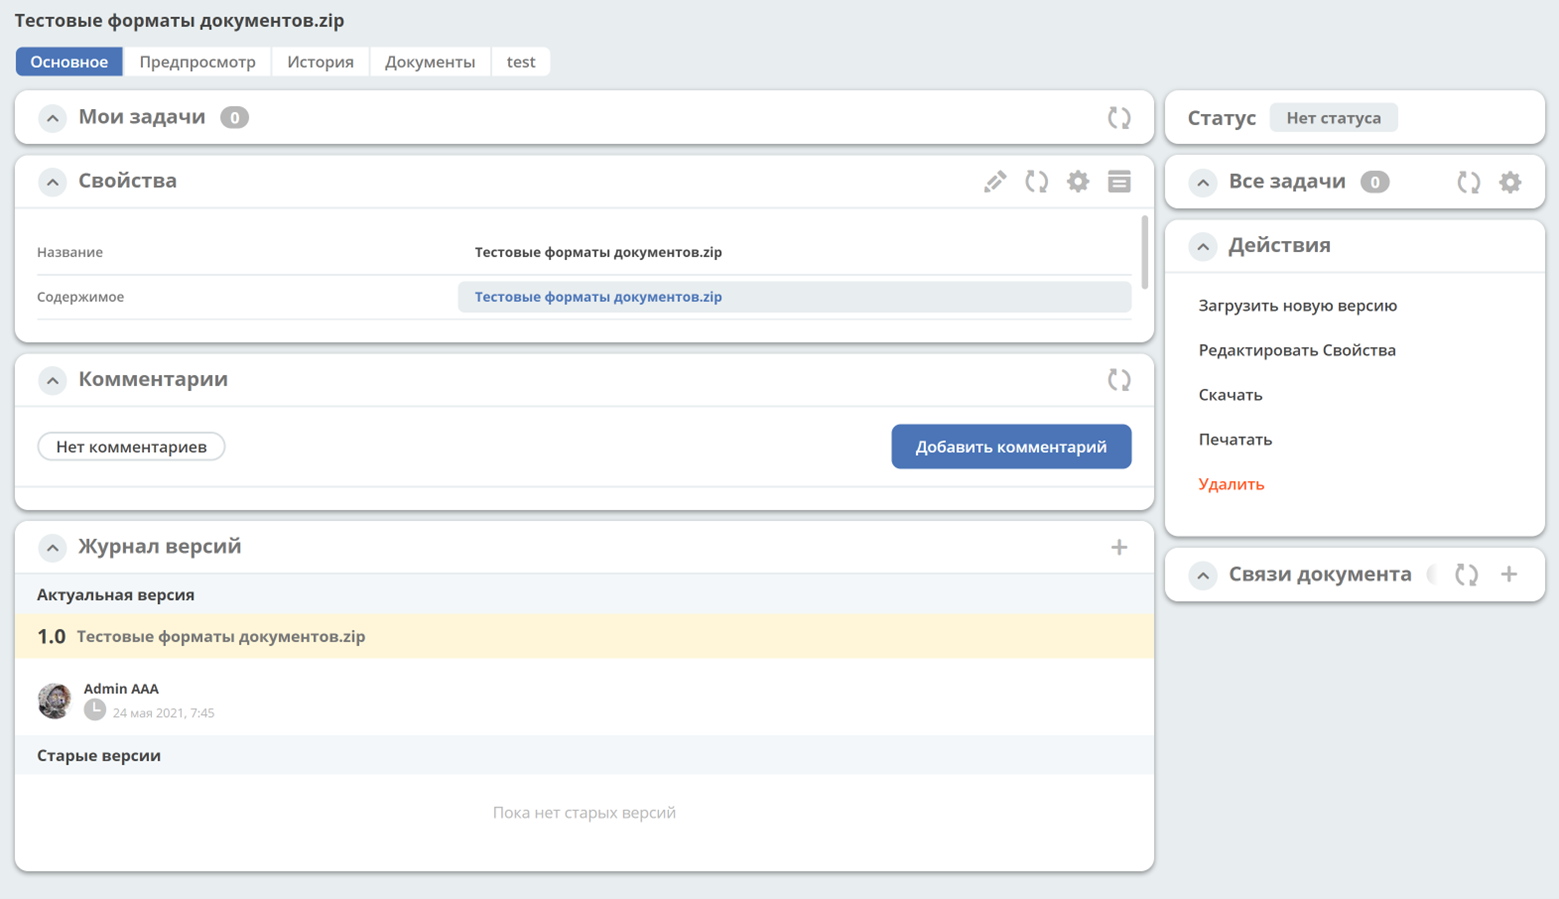 Тестовые форматы документов.zip
Основное Предпросмотр История Документы test
Мои задачи 0
Свойства
Название Тестовые форматы документов.zip
Содержимое Тестовые форматы документов.zip
Комментарии
Нет комментариев Добавить комментарий
Журнал версий
Актуальная версия
1.0 Тестовые форматы документов.zip
Admin AAA
24 мая 2021, 7:45
Старые версии
Пока нет старых версий
Статус Нет статуса
Все задачи 0
Действия
Загрузить новую версию
Редактировать Свойства
Скачать
Печатать
Удалить
Связи документа